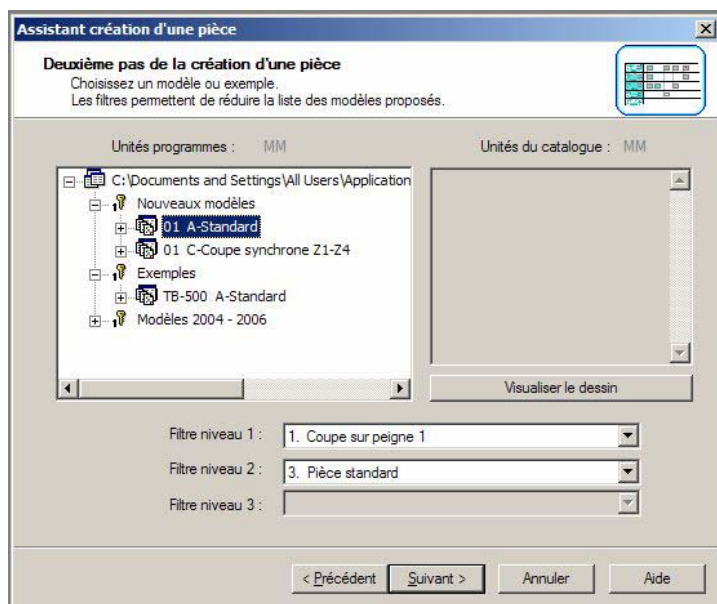 Assistant création d'une pièce
Deuxième pas de la création d'une pièce
Choisissez un modèle ou exemple.
Les filtres permettent de réduire la liste des modèles proposés.
Unités programmes : MM
Unités du catalogue : MM
C:\Documents and Settings\All Users\Application
Nouveaux modèles
01 A-Standard
01 C-Coupe synchrone Z1-Z4
Exemples
TB-500 A-Standard
Modèles 2004 - 2006
Visualiser le dessin
Filtre niveau 1 : 1. Coupe sur peigne 1
Filtre niveau 2 : 3. Pièce standard
Filtre niveau 3 :
< Précédent Suivant > Annuler Aide